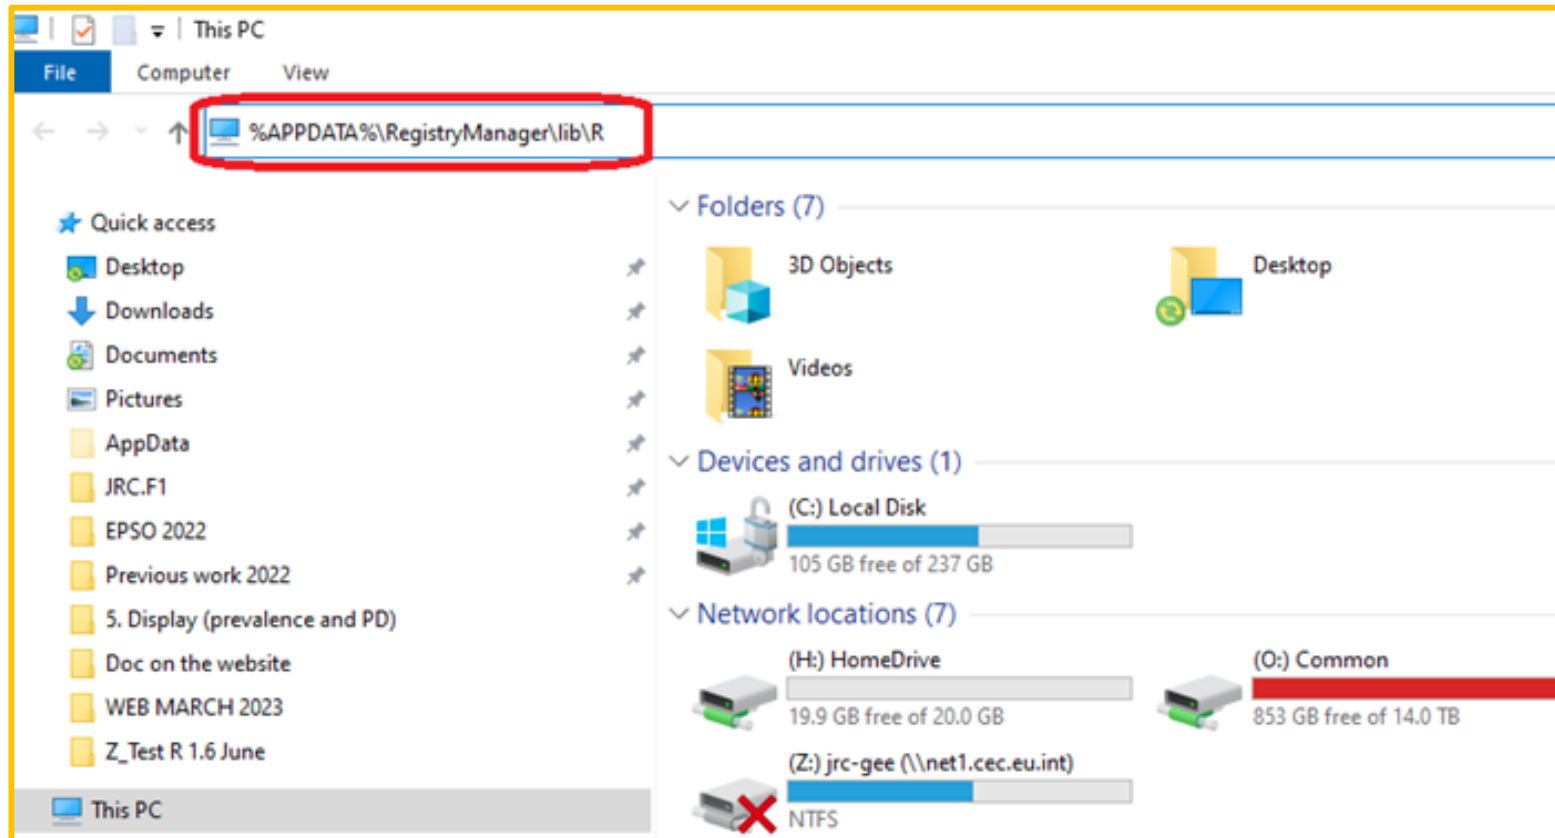 This PC
File Computer View
%APPDATA%\RegistryManager\lib\R
Quick access
Desktop
Downloads
Documents
Pictures
AppData
JRC.F1
EPSO 2022
Previous work 2022
5. Display (prevalence and PD)
Doc on the website
WEB MARCH 2023
Z_Test R 1.6 June
This PC
Folders (7)
3D Objects
Desktop
Videos
Devices and drives (1)
(C:) Local Disk
105 GB free of 237 GB
Network locations (7)
(H:) HomeDrive
19.9 GB free of 20.0 GB
(O:) Common
853 GB free of 14.0 TB
(Z:) jrc-gee (\\net1.cec.eu.int)
NTFS